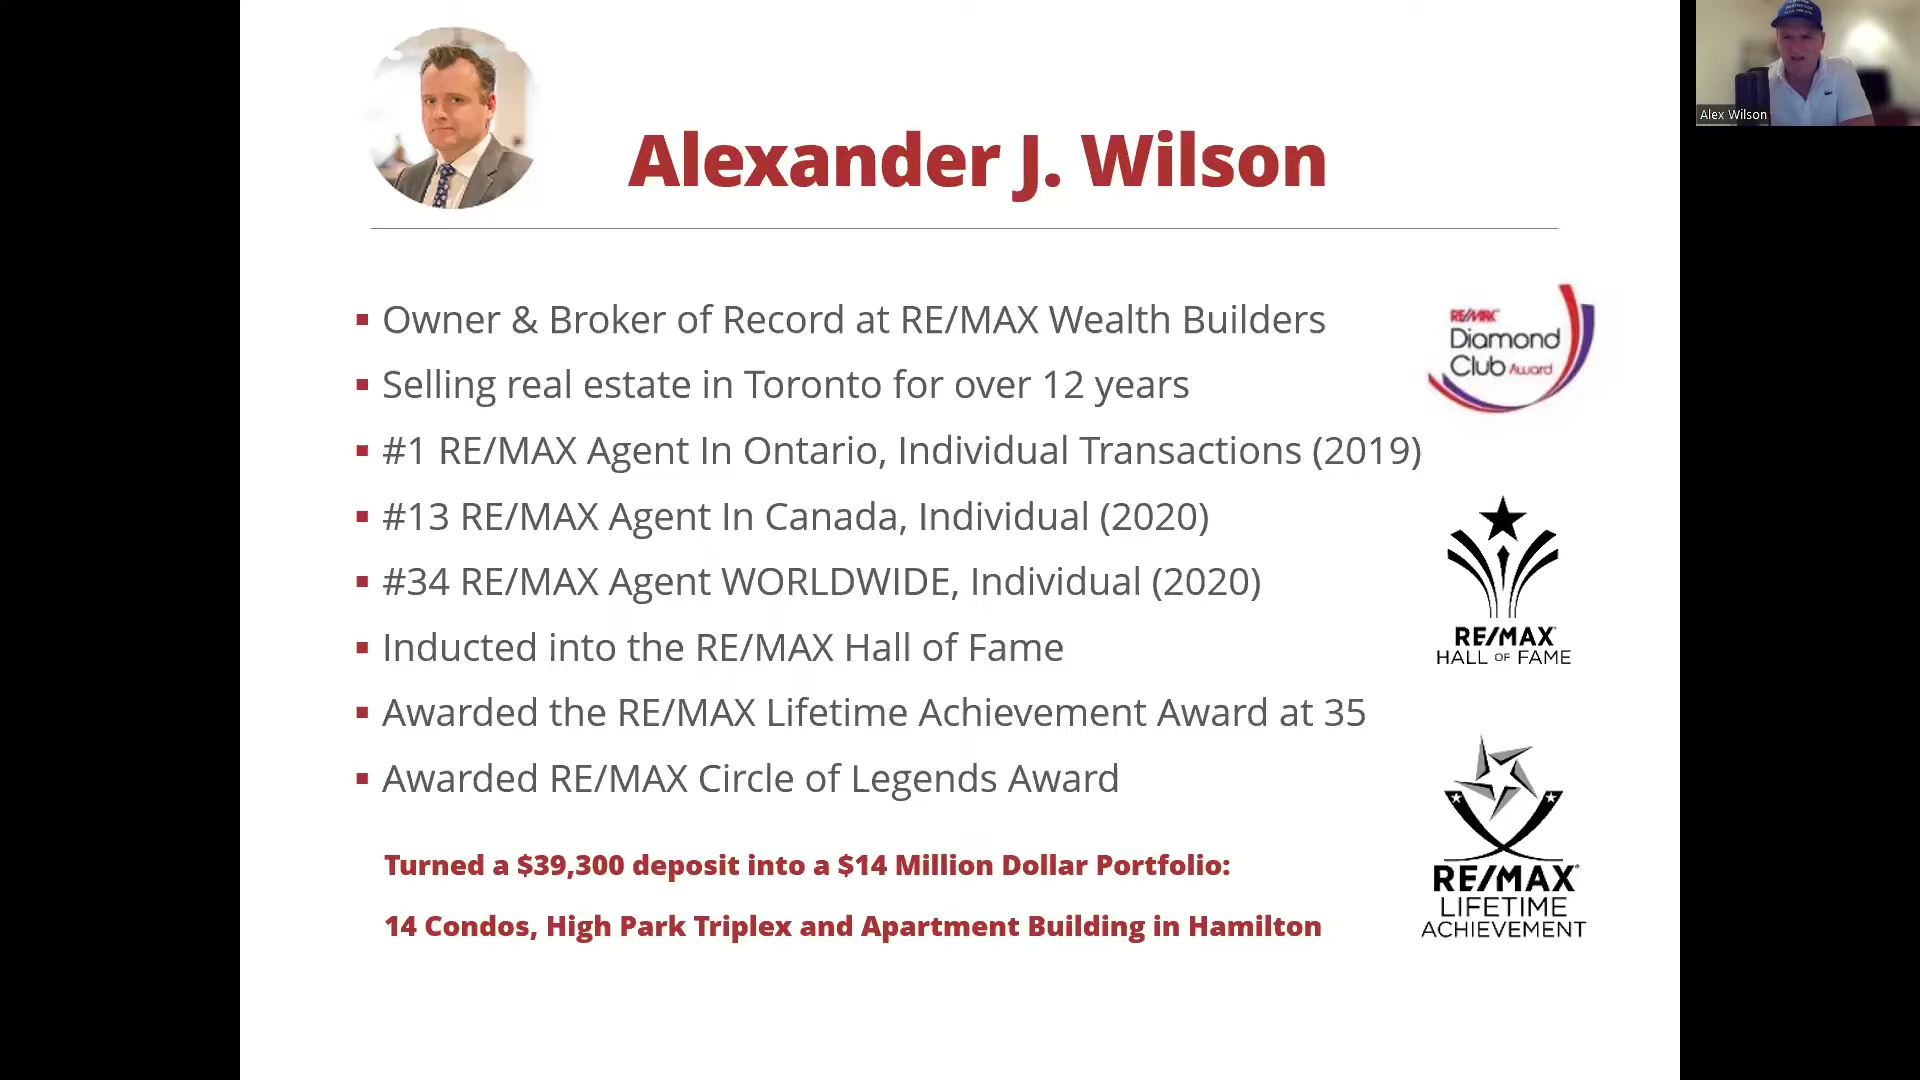 Alex Wilson
Alexander J. Wilson
Owner & Broker of Record at RE/MAX Wealth Builders
Selling real estate in Toronto for over 12 years
#1 RE/MAX Agent In Ontario, Individual Transactions (2019)
#13 RE/MAX Agent In Canada, Individual (2020)
#34 RE/MAX Agent WORLDWIDE, Individual (2020)
Inducted into the RE/MAX Hall of Fame
Awarded the RE/MAX Lifetime Achievement Award at 35
Awarded RE/MAX Circle of Legends Award
Turned a $39,300 deposit into a $14 Million Dollar Portfolio:
14 Condos, High Park Triplex and Apartment Building in Hamilton
RE/MAX
Diamond
Club Award
RE/MAX
HALL OF FAME
RE/MAX
LIFETIME
ACHIEVEMENT